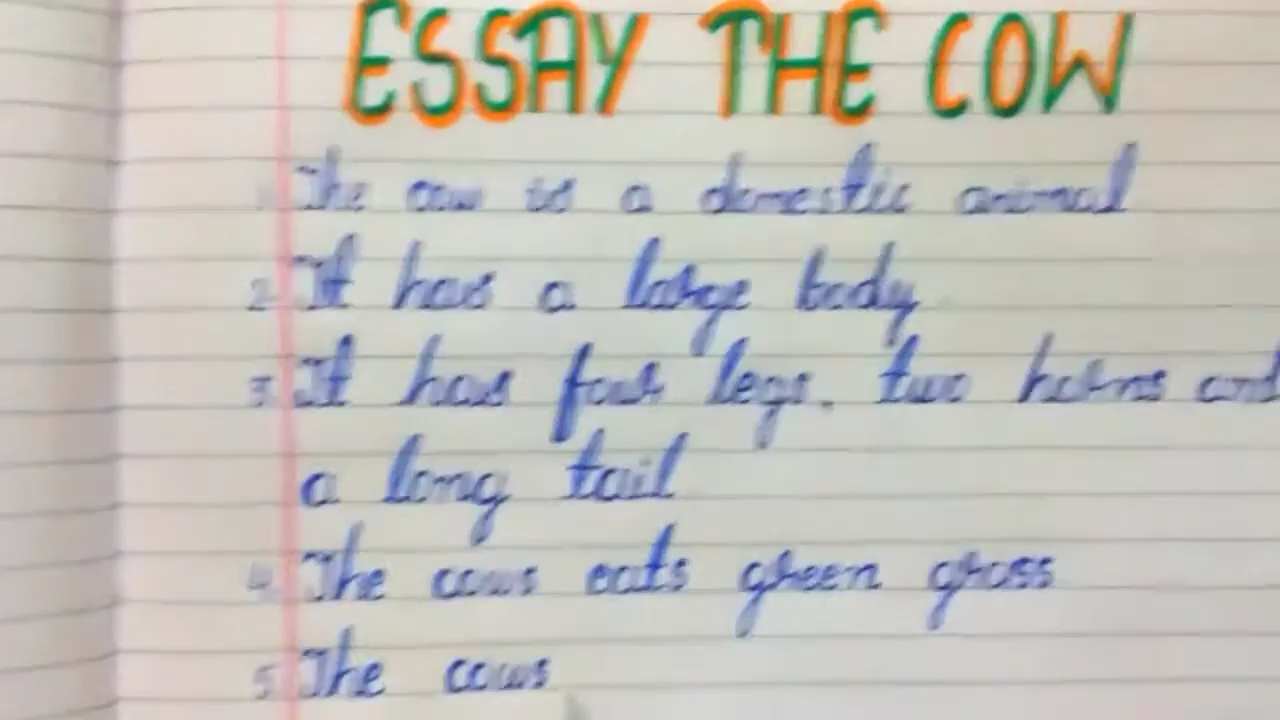 ESSAY THE COW
1 The cow is a domestic animal
2 It has a large body
3 It has four legs. two horns and
a long tail
4 The cows eats green grass
5 The cows